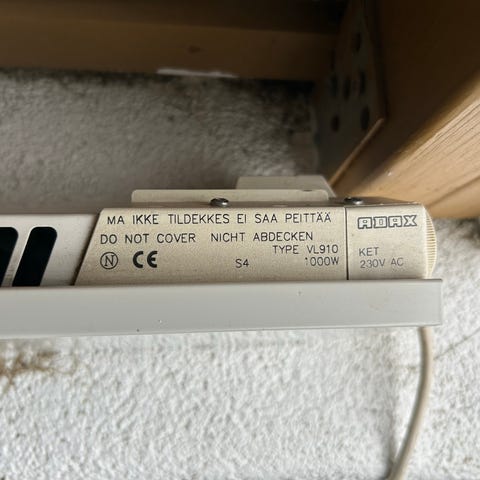 MA IKKE TILDEKKES EI SAA PEITTÄÄ
DO NOT COVER NICHT ABDECKEN
TYPE VL910
N CE S4 1000W
ADAX
KET
230V AC